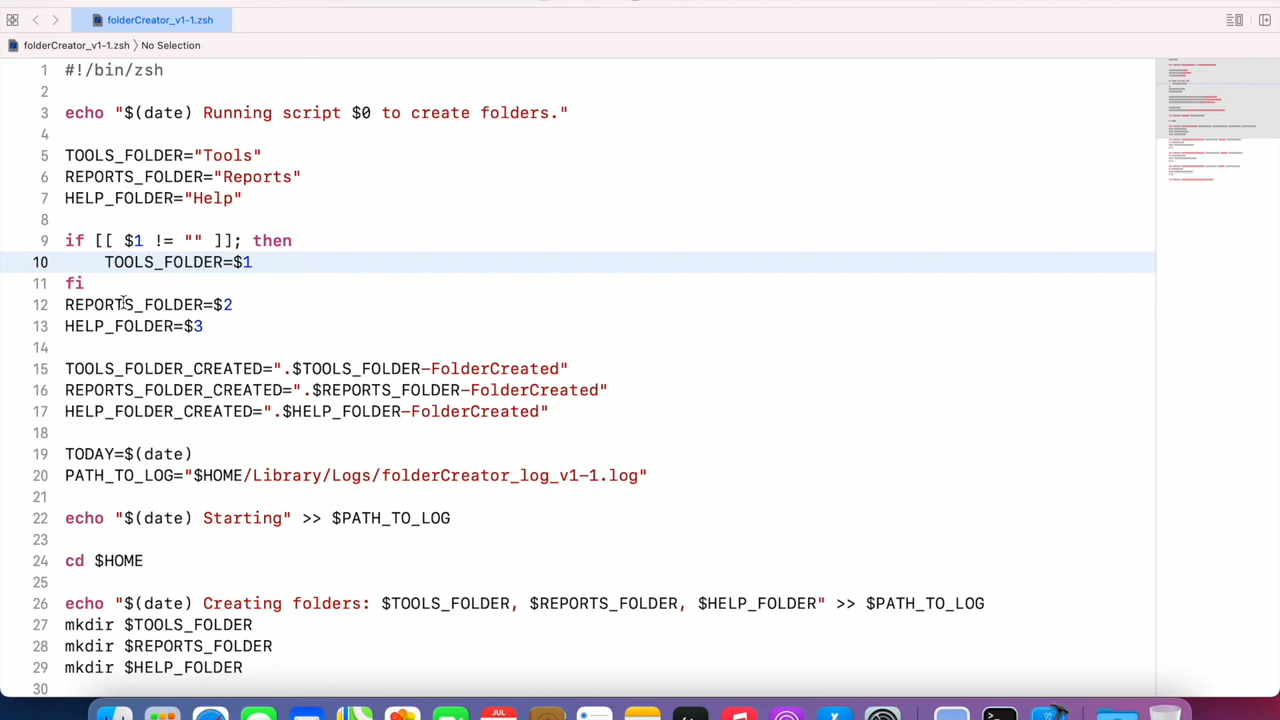 folderCreator_v1-1.zsh
folderCreator_v1-1.zsh 〉 No Selection
1 #!/bin/zsh
2
3 echo "$(date) Running script $0 to create folders."
4
5 TOOLS_FOLDER="Tools"
6 REPORTS_FOLDER="Reports"
7 HELP_FOLDER="Help"
8
9 if [[ $1 != "" ]]; then
10     TOOLS_FOLDER=$1
11 fi
12 REPORTS_FOLDER=$2
13 HELP_FOLDER=$3
14
15 TOOLS_FOLDER_CREATED=".$TOOLS_FOLDER-FolderCreated"
16 REPORTS_FOLDER_CREATED=".$REPORTS_FOLDER-FolderCreated"
17 HELP_FOLDER_CREATED=".$HELP_FOLDER-FolderCreated"
18
19 TODAY=$(date)
20 PATH_TO_LOG="$HOME/Library/Logs/folderCreator_log_v1-1.log"
21
22 echo "$(date) Starting" >> $PATH_TO_LOG
23
24 cd $HOME
25
26 echo "$(date) Creating folders: $TOOLS_FOLDER, $REPORTS_FOLDER, $HELP_FOLDER" >> $PATH_TO_LOG
27 mkdir $TOOLS_FOLDER
28 mkdir $REPORTS_FOLDER
29 mkdir $HELP_FOLDER
30
JUL